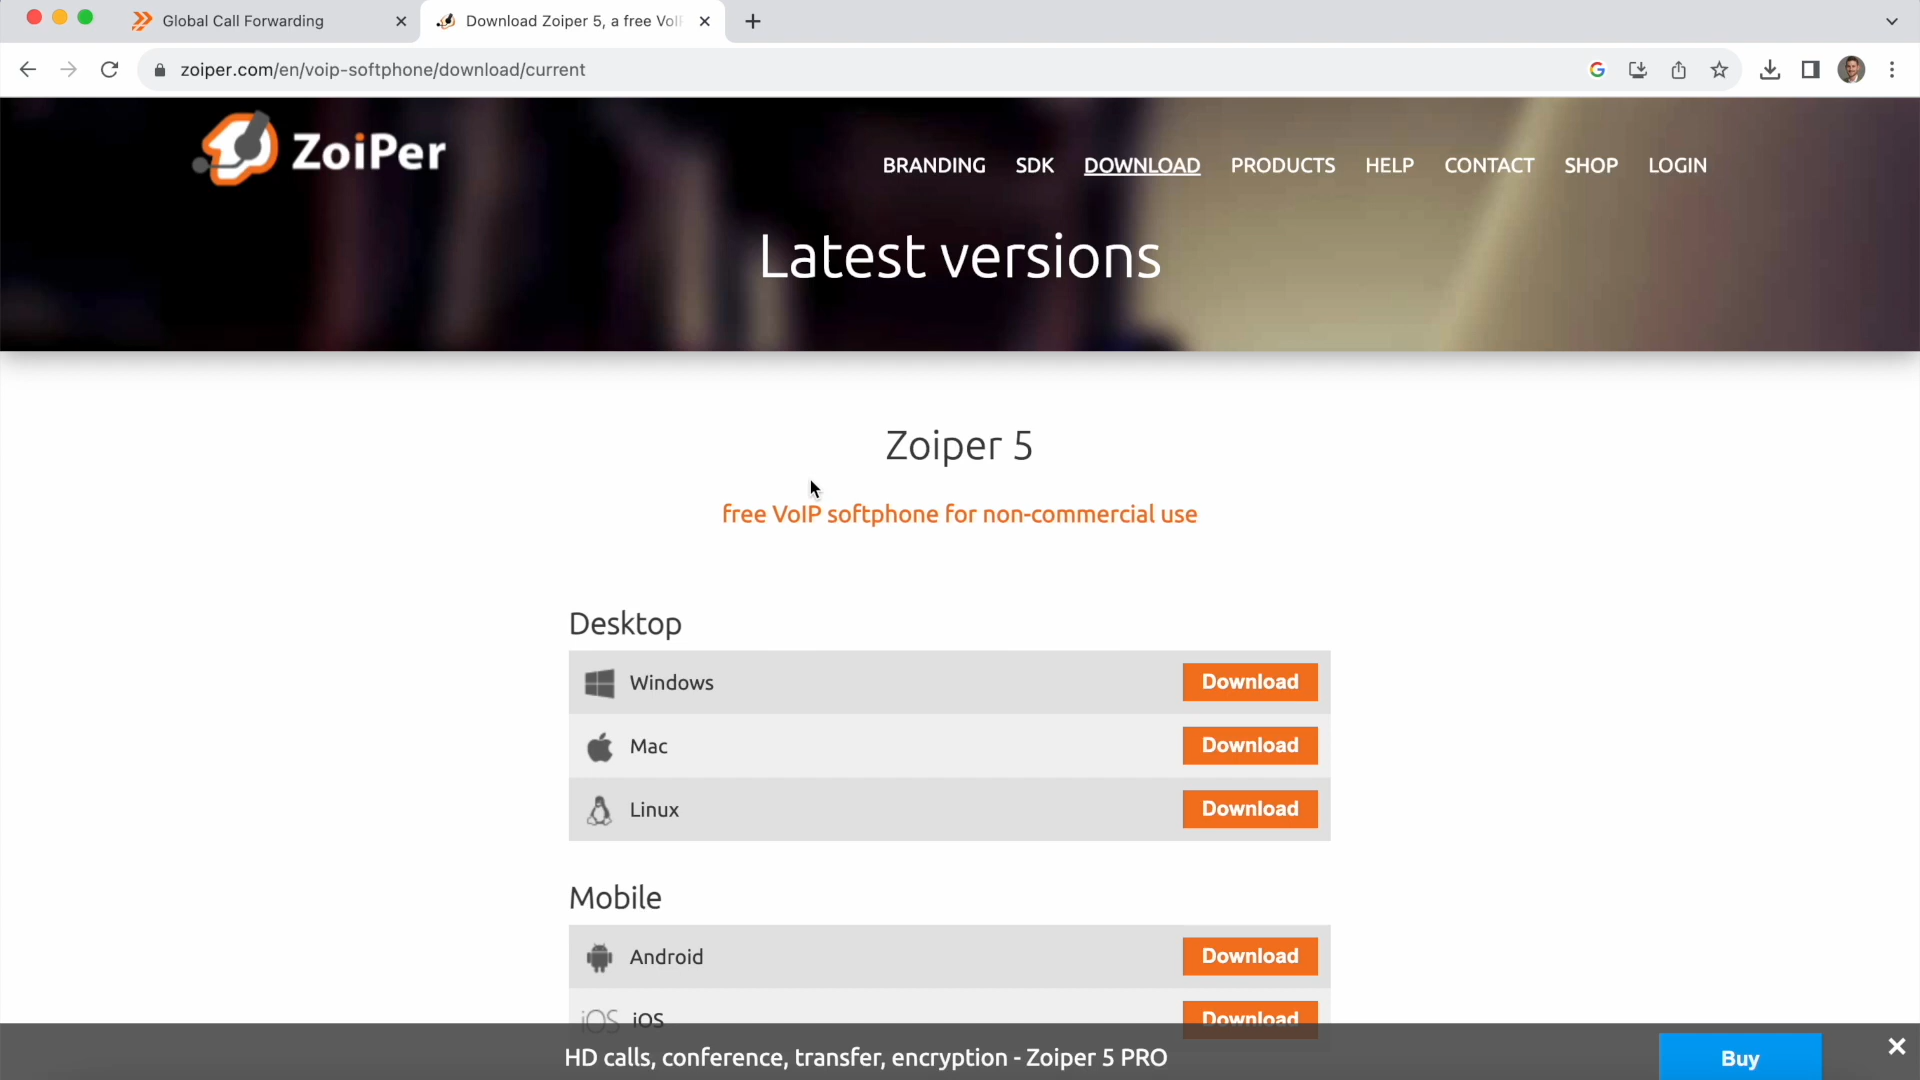 Global Call Forwarding
Download Zoiper 5, a free VoI
zoiper.com/en/voip-softphone/download/current
ZoiPer
BRANDING SDK DOWNLOAD PRODUCTS HELP CONTACT SHOP LOGIN
Latest versions
Zoiper 5
free VoIP softphone for non-commercial use
Desktop
Windows Download
Mac Download
Linux Download
Mobile
Android Download
iOS iOS Download
HD calls, conference, transfer, encryption - Zoiper 5 PRO Buy